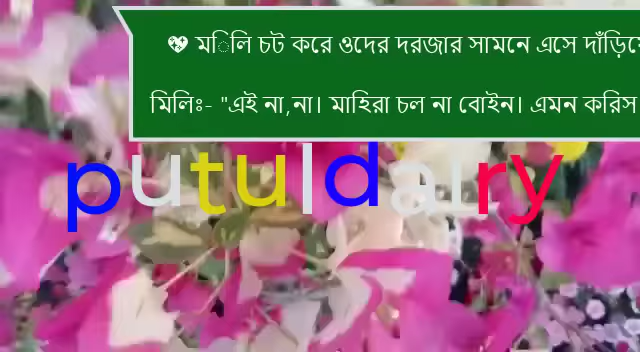 💖 মিলি চট করে ওদের দরজার সামনে এসে
মিলিঃ- "এই না,না। মাহিরা চল না বোইন। এমন করিস
putuldairy